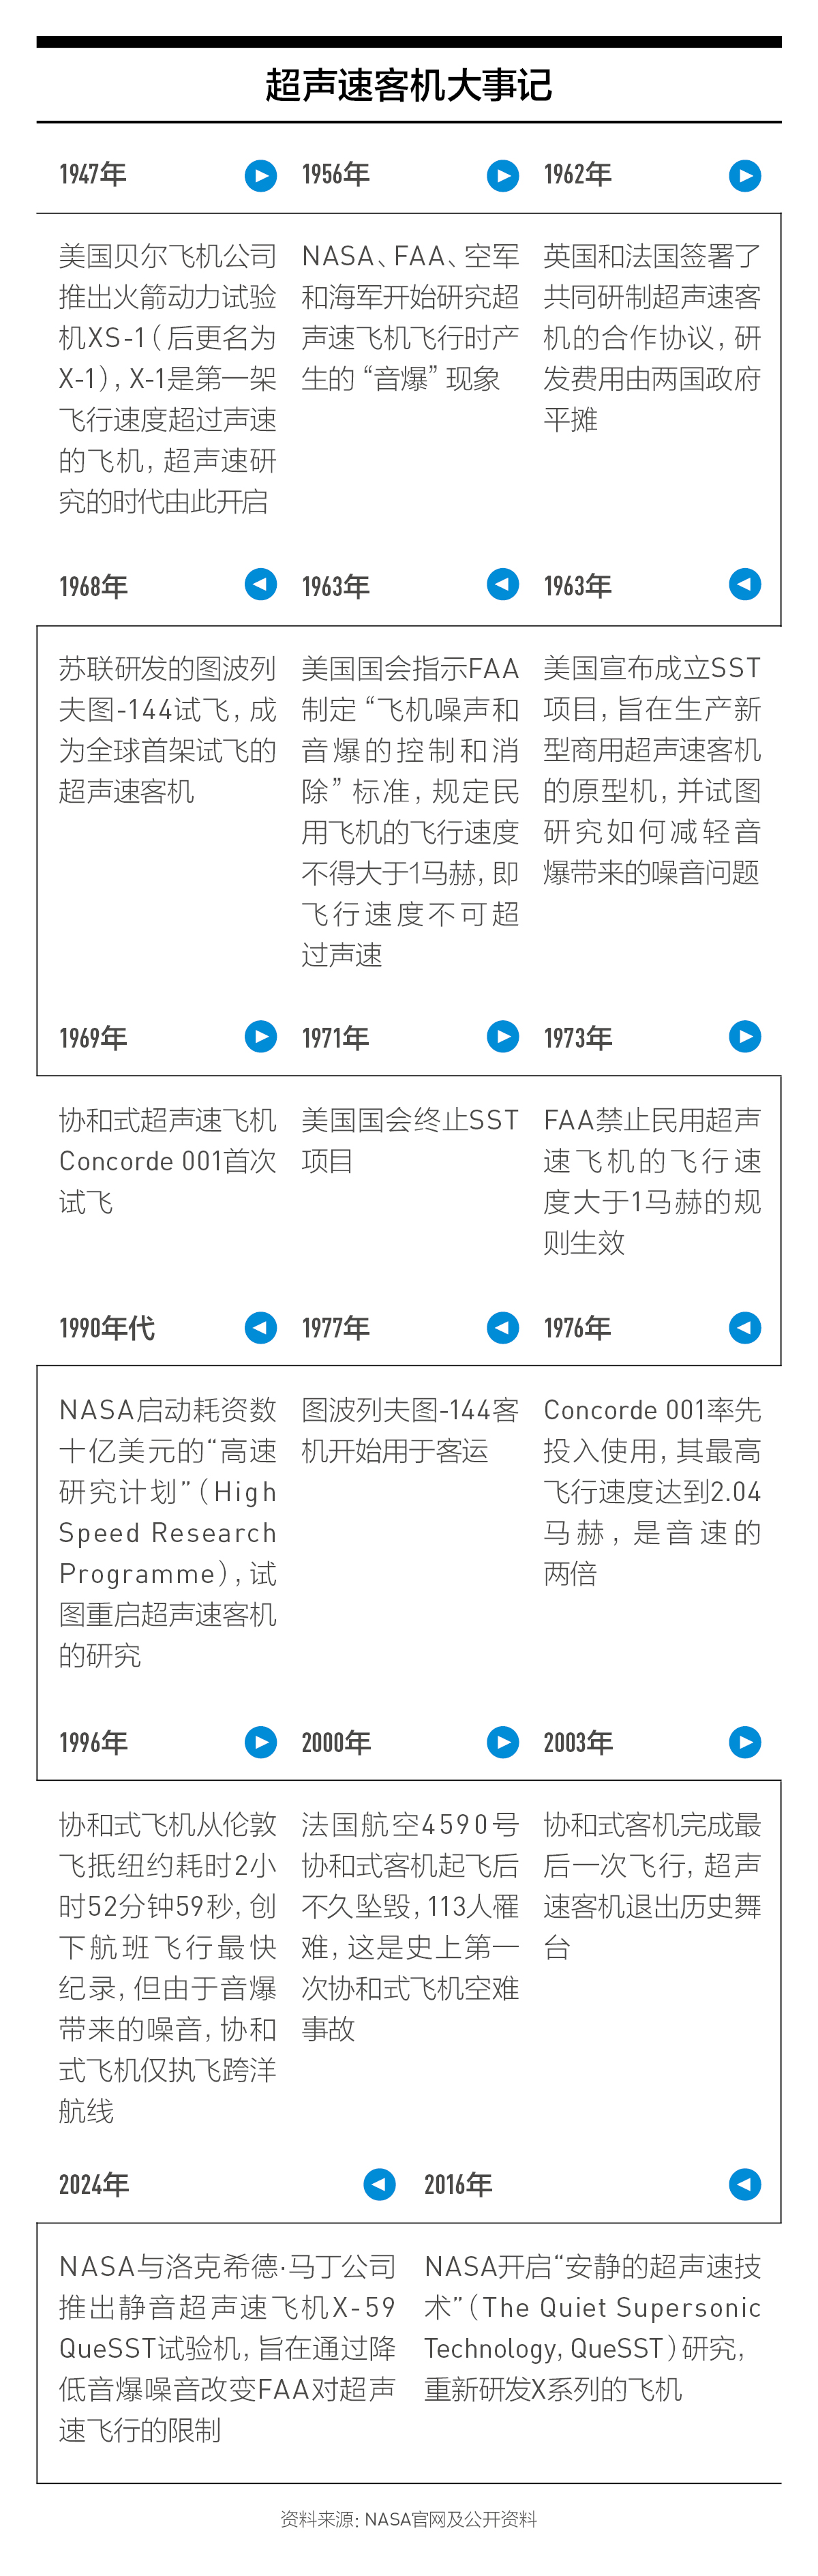 超声速客机大事记
1947年
美国贝尔飞机公司
推出火箭动力试验
机XS-1（后更名为
X-1），X-1是第一架
飞行速度超过声速
的飞机，超声速研
究的时代由此开启
1956年
NASA、FAA、空军
和海军开始研究超
声速飞机飞行时产
生的“音爆”现象
1962年
英国和法国签署了
共同研制超声速客
机的合作协议，研
发费用由两国政府
平摊
1963年
美国宣布成立SST
项目，旨在生产新
型商用超声速客机
的原型机，并试图
研究如何减轻音
爆带来的噪音问题
1963年
美国国会指示FAA
制定“飞机噪声和
音爆的控制和消
除”标准，规定民
用飞机的飞行速度
不得大于1马赫，即
飞行速度不可超
过声速
1968年
苏联研发的图波列
夫图-144试飞，成
为全球首架试飞的
超声速客机
1969年
协和式超声速飞机
Concorde 001首次
试飞
1971年
美国国会终止SST
项目
1973年
FAA禁止民用超声
速飞机的飞行速
度大于1马赫的规
则生效
1976年
Concorde 001率先
投入使用，其最高
飞行速度达到2.04
马赫，是音速的
两倍
1977年
图波列夫图-144客
机开始用于客运
1990年代
NASA启动耗资数
十亿美元的“高速
研究计划”（High
Speed Research
Programme），试
图重启超声速客机
的研究
1996年
协和式飞机从伦敦
飞抵纽约耗时2小
时52分钟59秒，创
下航班飞行最快
纪录，但由于音爆
带来的噪音，协和
式飞机仅执飞跨洋
航线
2000年
法国航空4590号
协和式客机起飞后
不久坠毁，113人罹
难，这是史上第一
次协和式飞机空难
事故
2003年
协和式客机完成最
后一次飞行，超声
速客机退出历史舞
台
2016年
NASA开启“安静的超声速技
术”（The Quiet Supersonic
Technology，QueSST）研究，
重新研发X系列的飞机
2024年
NASA与洛克希德·马丁公司
推出静音超声速飞机X-59
QueSST试验机，旨在通过降
低音爆噪音改变FAA对超声
速飞行的限制
资料来源：NASA官网及公开资料